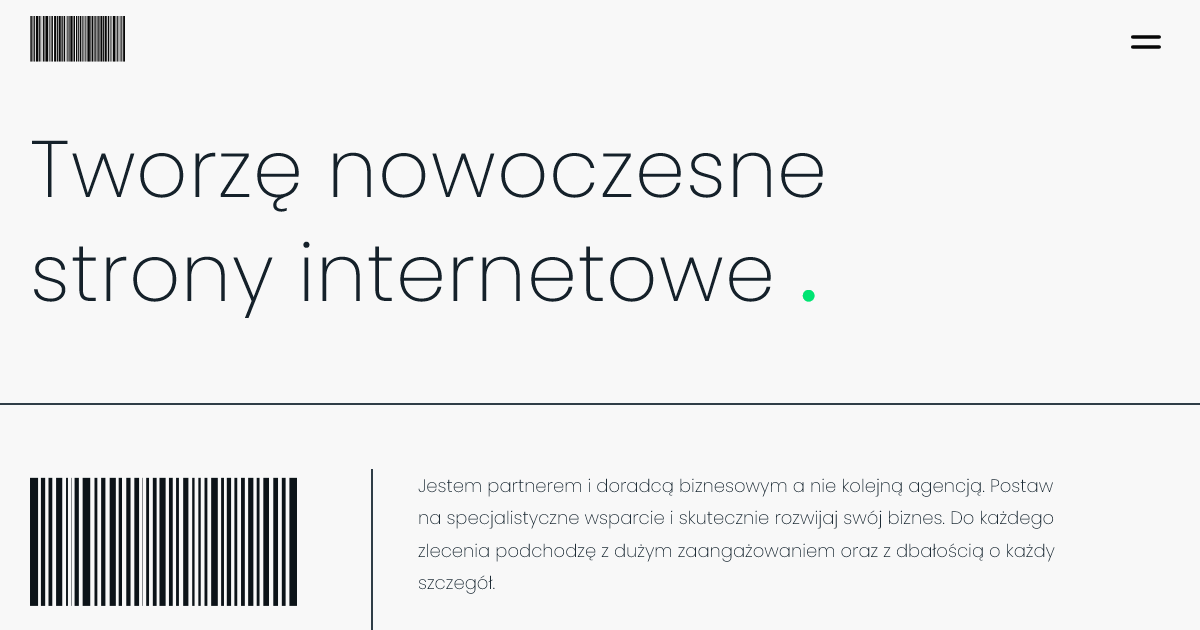 Tworzę nowoczesne
strony internetowe .
Jestem partnerem i doradcą biznesowym a nie kolejną agencją. Postaw
na specjalistyczne wsparcie i skutecznie rozwijaj swój biznes. Do każdego
zlecenia podchodzę z dużym zaangażowaniem oraz z dbałością o każdy
szczegół.